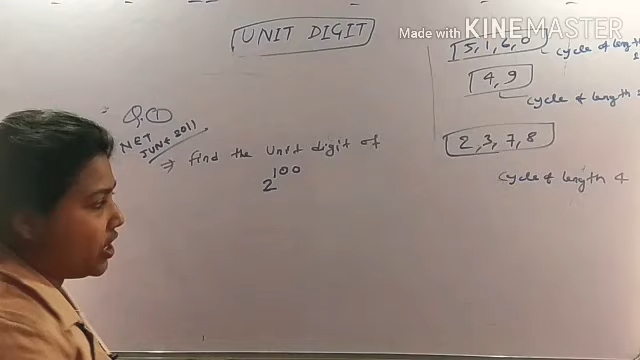 UNIT DIGIT
Made with KINEMASTER
5, 1, 6, 0
cycle of length
4, 9
cycle of length
2, 3, 7, 8
cycle of length 4
Q.①
NET
JUNE 2011
⇒ find the Unit digit of
2^100